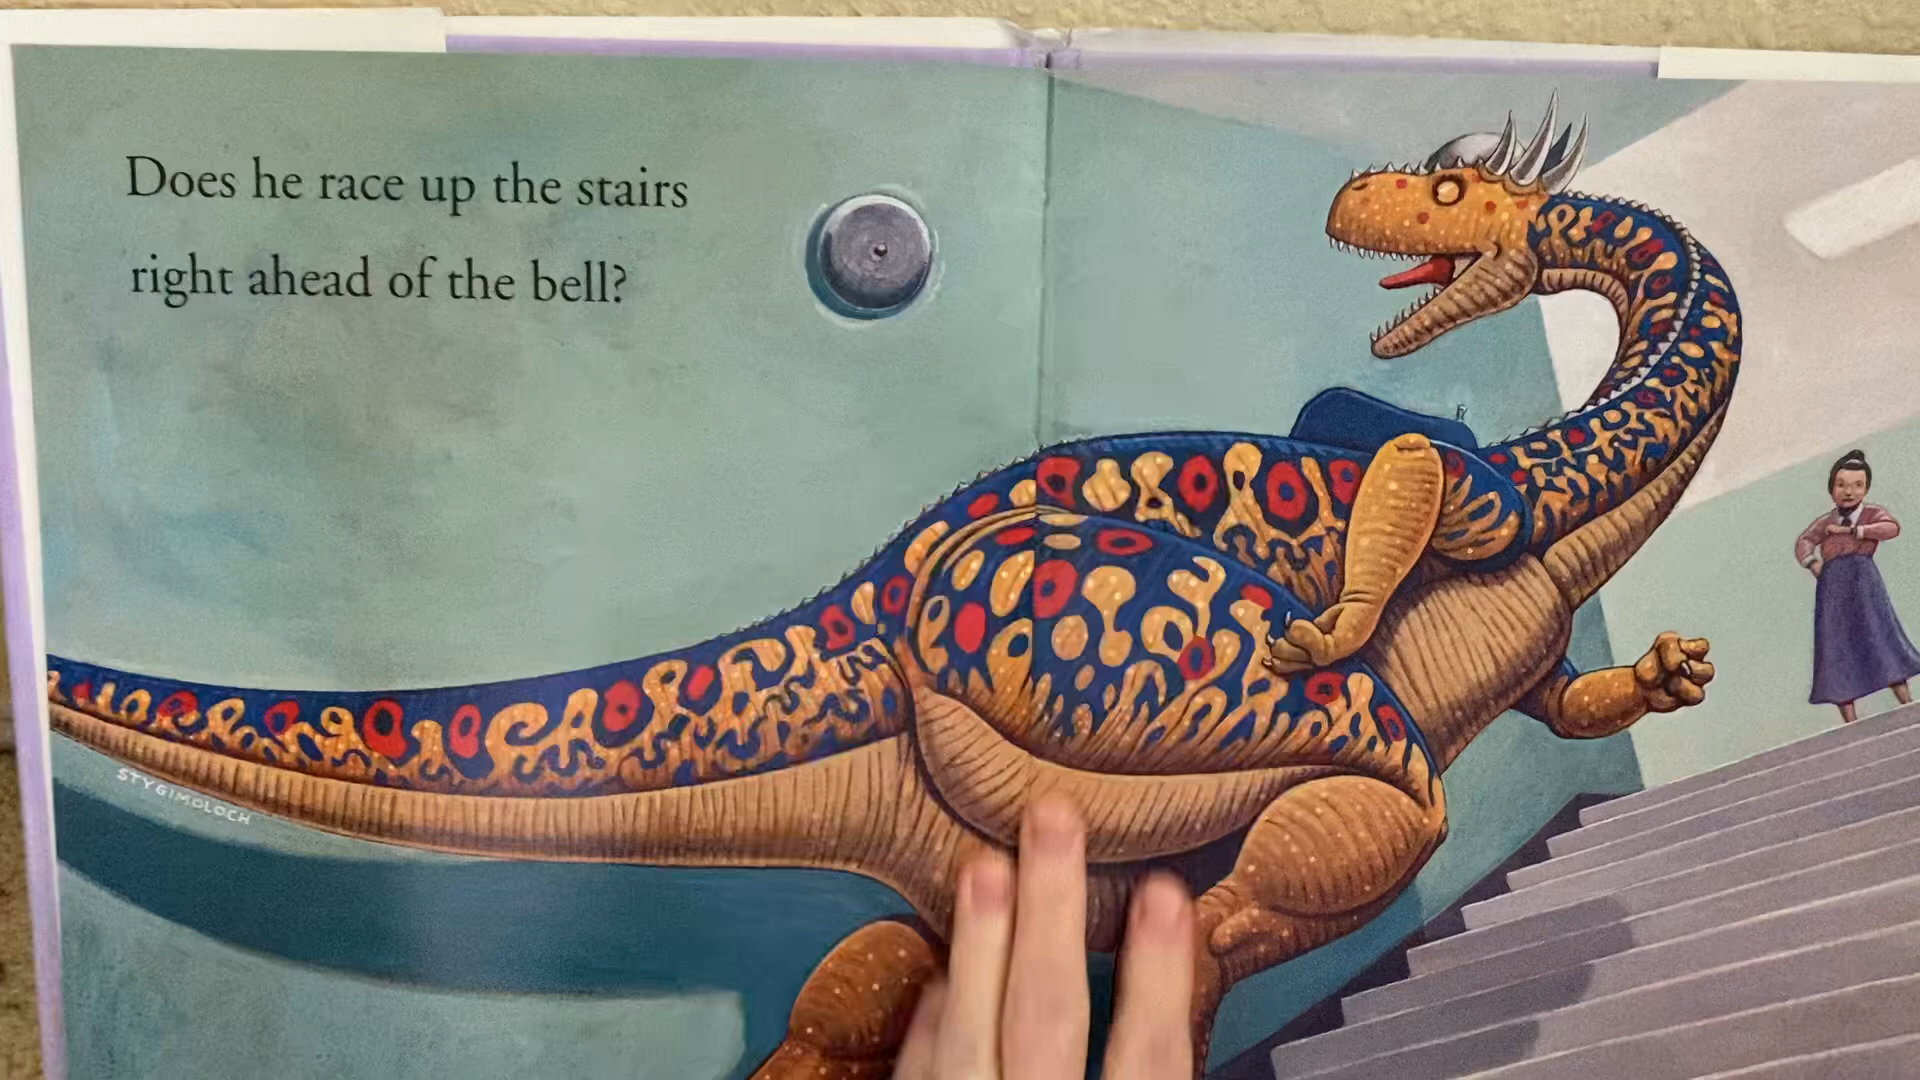 Does he race up the stairs
right ahead of the bell?
STYGIMOLOCH